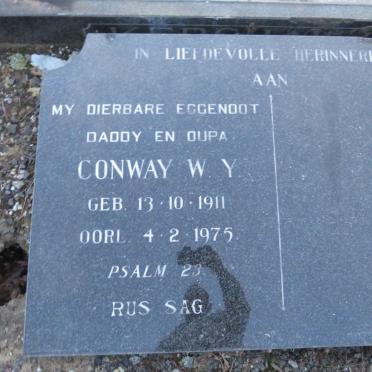 IN LIEFDEVOLLE HERINNERI
AAN
MY DIERBARE EGGENOOT
DADDY EN OUPA
CONWAY W. Y.
GEB. 13·10·1911
OORL. 4·2·1975.
PSALM 23.
RUS SAG